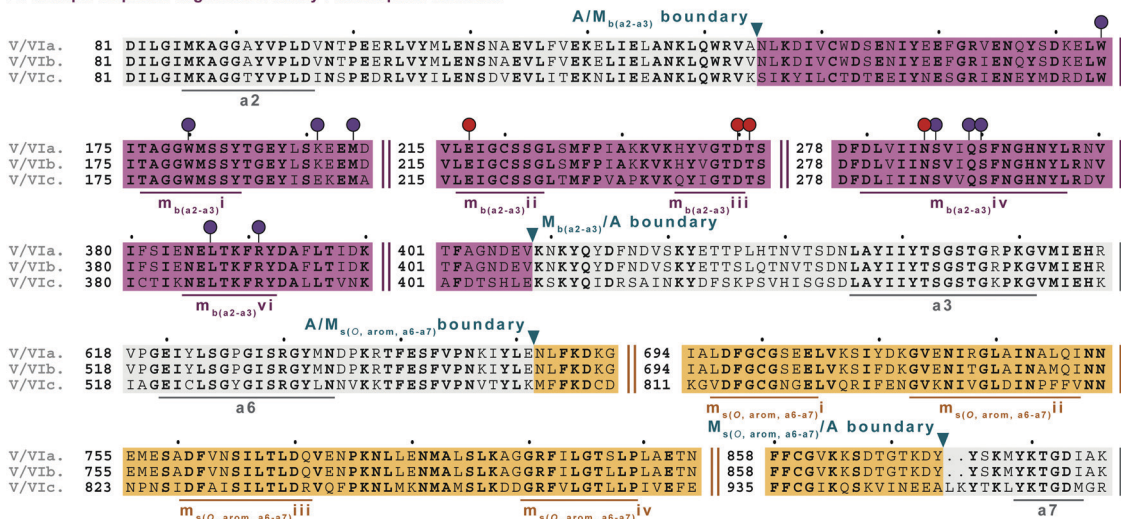 A/Mb(a2-a3) boundary
V/VIa. 81 DILGIMKAGGAYVPLDVNTPEERLVYMLENSNAEVLFVEKELIELANKLQWRVANLKDIVCWDSENIYEEFGRVENQYSDKELW
V/VIb. 81 DILGIMKAGGAYVPLDVNTPEERLVYMLENSNAEVLFVEKELIELANKLQWRVVNLKDIVCWDSENIYEEFGRIENQYSDKELW
V/VIc. 81 DILGIMKAGGTYVPLDINSPEDRLVYILENSDVEVLITEKNLIEEANKLQWRVKSIKYILCTDTEEIYNESGRIENEYMDRDLW
a2
V/VIa. 175 ITAGGWMSSYTGEYLSKEEMD 215 VLEIGCSSGLSMFPIAKKVKHYVGTDTS 278 DFDLVIINSVIQSFNGHNYLRNV
V/VIb. 175 ITAGGWMSSYTGEYLSKEEMD 215 VLEIGCSSGLSMFPIAKKVKHYVGTDTS 278 DFDLVIINSVIQSFNGHNYLRNV
V/VIc. 175 ITAGGWMSSYTGEYISEKEMA 215 VLEIGCSSGLTMFPVAPKVKQYIGTDTS 278 DFDLIIINSVVQSFNGHNYLRDV
mb(a2-a3)i mb(a2-a3)ii mb(a2-a3)iii mb(a2-a3)iv
Mb(a2-a3)/A boundary
V/VIa. 380 IFSIENELTKFRYDAFLTIDK 401 TFAGNDEVKNKYQYDFNDVSKYETTPLHTNVTSDNLAYIIYTSGSTGRPKGVMIEHR
V/VIb. 380 IFSIENELTKFRYDAFLTIDK 401 TFAGNDEVKNKYQYDFNDVSKYETTSLQTNVTSDNLAYIIYTSGSTGRPKGVMIEHR
V/VIc. 380 ICTIKNELTKFRYDALLTVNK 401 AFDTSHLEKSKYQIDRSAINKYDFSKPSVHISGSDLAYIIYTSGTTGKPKGVMIEHK
mb(a2-a3)vi a3
A/Ms(O, arom, a6-a7)boundary
V/VIa. 618 VPGEIYLSGPGISRGYMNDPKRTFESFVPNKIYLENLFKDKG 694 IALDFGCGSEELVKSIYDKGVENIRGLAINALQINN
V/VIb. 518 VPGEIYLSGPGISRGYMNDPKRTFESFVPNKIYLENLFKDKG 694 IALDFGCGSEELVKSIYDKGVENIRGLAINAMQINN
V/VIc. 518 IAGEICLSGYGISRGYLNNVKKTFESFVPNVTYLKMFFKDCD 811 KGVDFGCGNGELVQRIFENGVKNIVGLDINPFFVNN
a6 ms(O, arom, a6-a7)i ms(O, arom, a6-a7)ii
Ms(O, arom, a6-a7)/A boundary
V/VIa. 755 EMESADFVNSILTLDQVENPKNLLENMALSLKAGGRFILGTSLPLAETN 858 FFCGVKKSDTGTKDY..YSKMYKTGDIAK
V/VIb. 755 EMESADFVNSILTLDQVENPKNLLENMALSLKAGGRFILGTSLPLAETN 858 FFCGVKKSDTGTKDY..YSKMYKTGDIAK
V/VIc. 823 NPNSIDFAISILTLDRVQFPKNLMKNMAMSLKDDGRFVLGTLLPIVEFE 935 FFCGIKQSKVINEEALKYTKLYKTGDMGR
ms(O, arom, a6-a7)iii ms(O, arom, a6-a7)iv a7